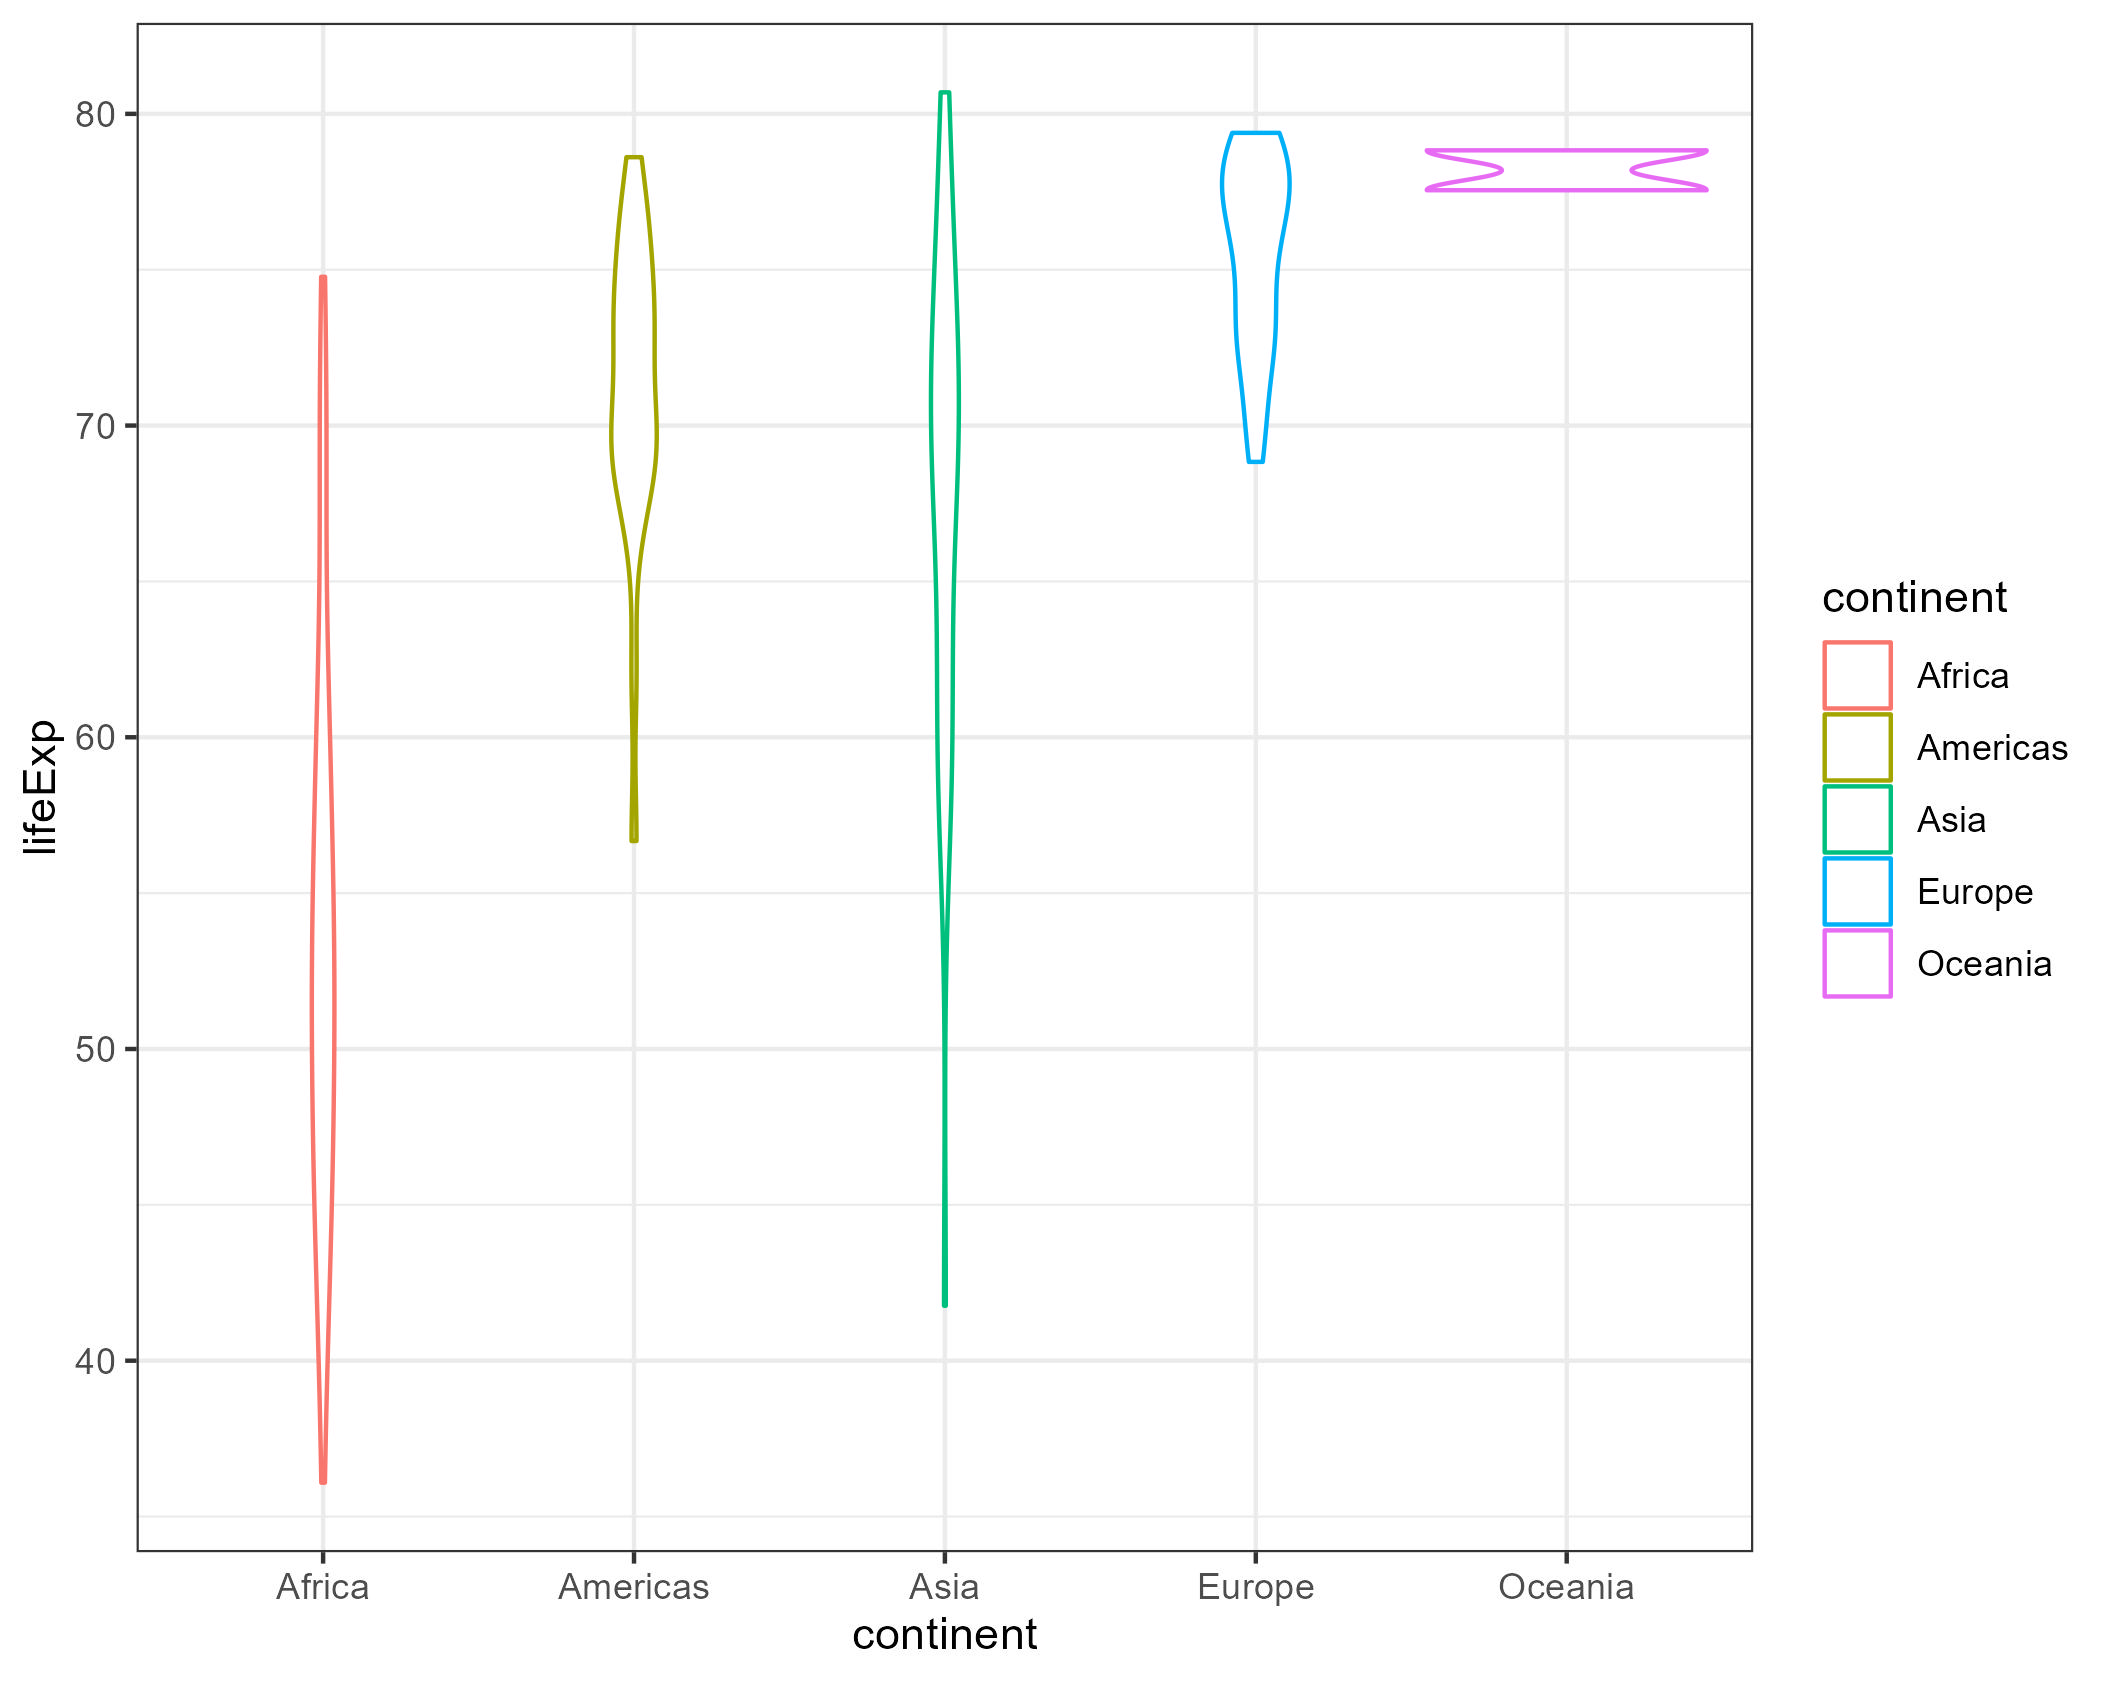 lifeExp
80
70
60
50
40
Africa
Americas
Asia
Europe
Oceania
continent
continent
Africa
Americas
Asia
Europe
Oceania